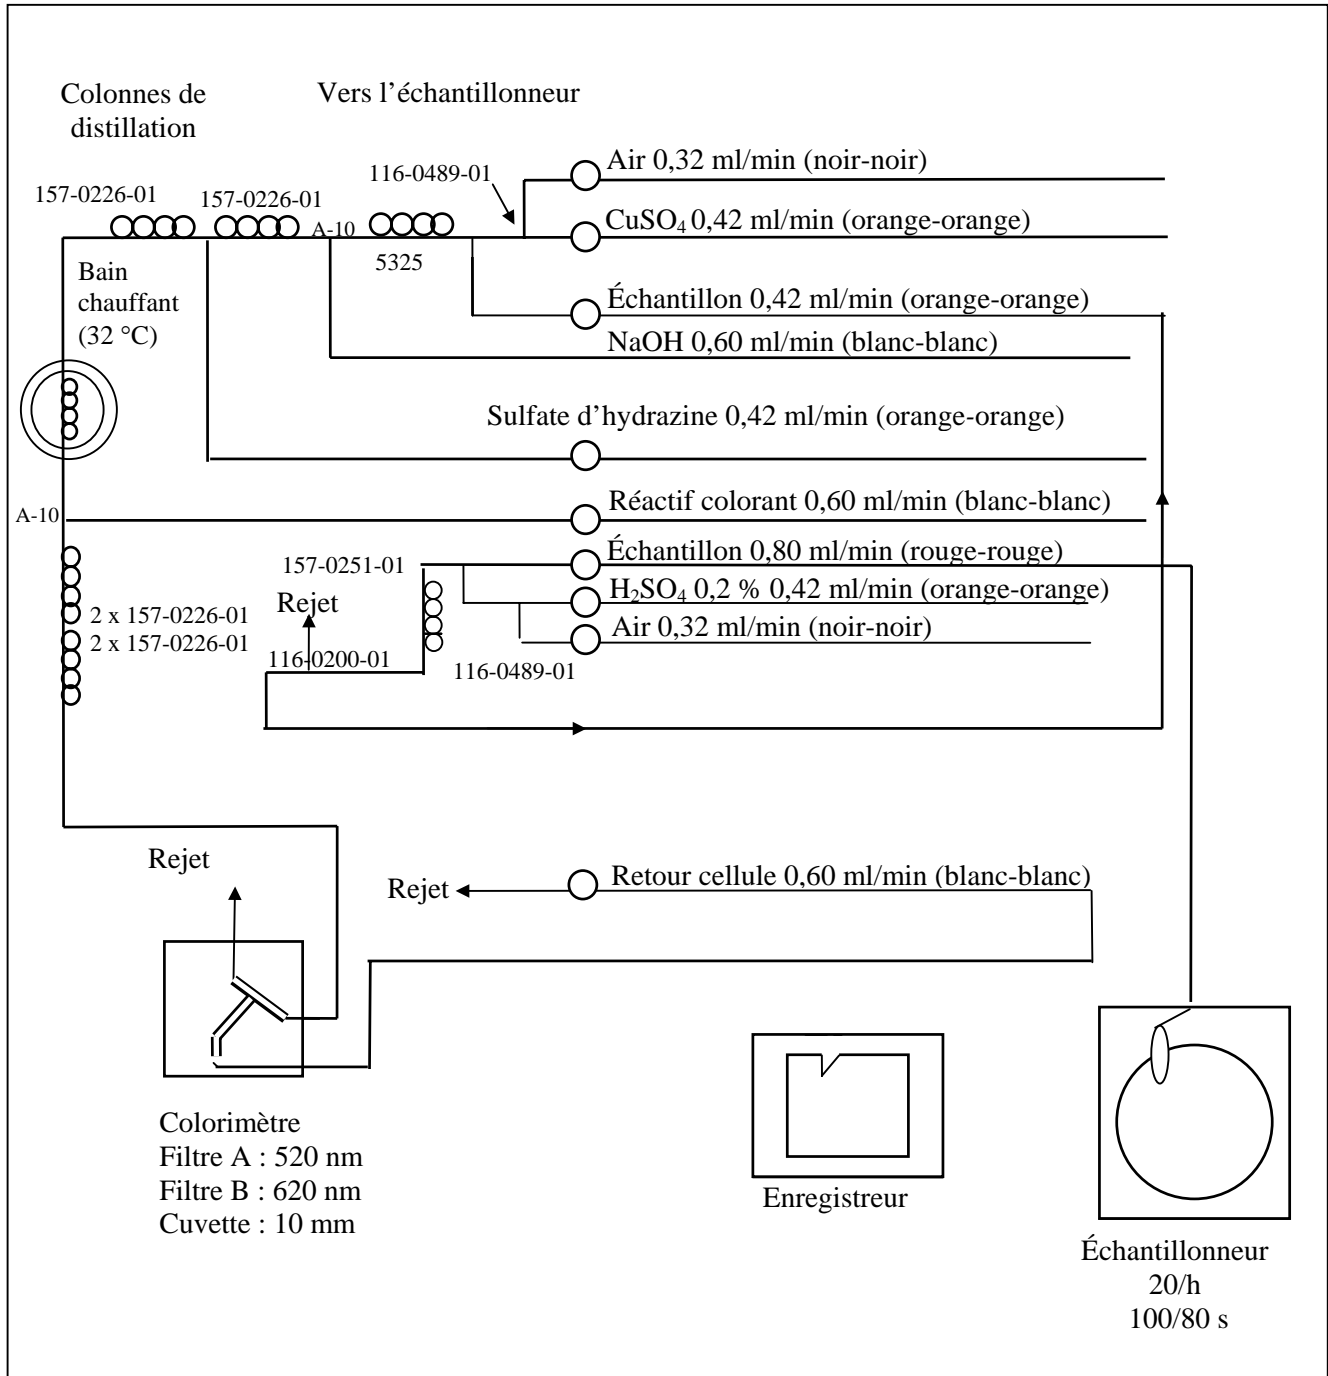 Colonnes de
distillation
Vers l’échantillonneur
116-0489-01
Air 0,32 ml/min (noir-noir)
157-0226-01
157-0226-01
A-10
CuSO₄ 0,42 ml/min (orange-orange)
5325
Bain
chauffant
(32 °C)
Échantillon 0,42 ml/min (orange-orange)
NaOH 0,60 ml/min (blanc-blanc)
Sulfate d’hydrazine 0,42 ml/min (orange-orange)
A-10
Réactif colorant 0,60 ml/min (blanc-blanc)
157-0251-01
Échantillon 0,80 ml/min (rouge-rouge)
Rejet
H₂SO₄ 0,2 % 0,42 ml/min (orange-orange)
2 x 157-0226-01
Air 0,32 ml/min (noir-noir)
2 x 157-0226-01
116-0200-01
116-0489-01
Rejet
Rejet
Retour cellule 0,60 ml/min (blanc-blanc)
Colorimètre
Filtre A : 520 nm
Filtre B : 620 nm
Cuvette : 10 mm
Enregistreur
Échantillonneur
20/h
100/80 s